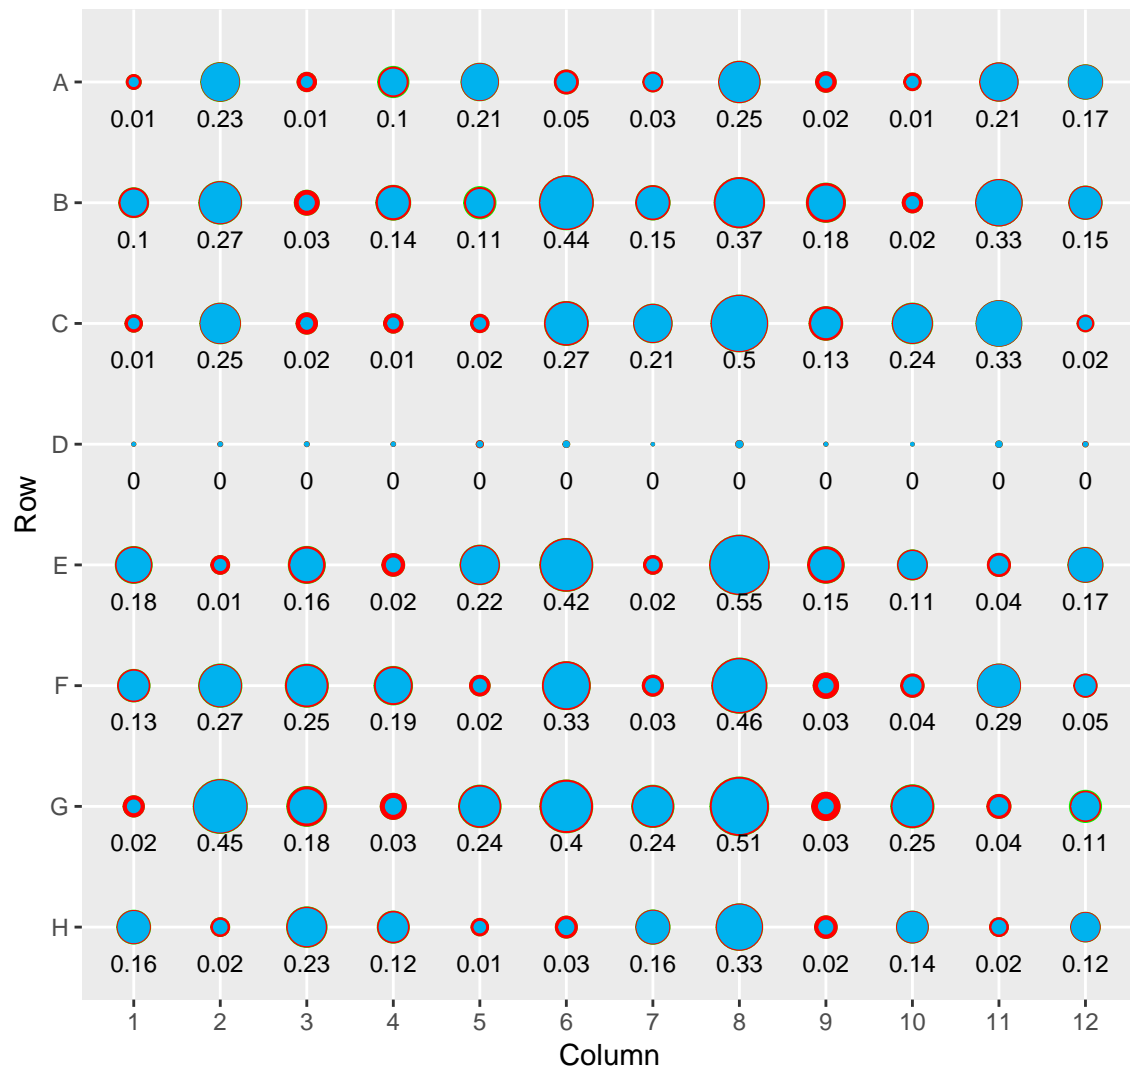 A
0.01 0.23 0.01 0.1 0.21 0.05 0.03 0.25 0.02 0.01 0.21 0.17
B
0.1 0.27 0.03 0.14 0.11 0.44 0.15 0.37 0.18 0.02 0.33 0.15
C
0.01 0.25 0.02 0.01 0.02 0.27 0.21 0.5 0.13 0.24 0.33 0.02
D
0 0 0 0 0 0 0 0 0 0 0 0
Row
E
0.18 0.01 0.16 0.02 0.22 0.42 0.02 0.55 0.15 0.11 0.04 0.17
F
0.13 0.27 0.25 0.19 0.02 0.33 0.03 0.46 0.03 0.04 0.29 0.05
G
0.02 0.45 0.18 0.03 0.24 0.4 0.24 0.51 0.03 0.25 0.04 0.11
H
0.16 0.02 0.23 0.12 0.01 0.03 0.16 0.33 0.02 0.14 0.02 0.12
1 2 3 4 5 6 7 8 9 10 11 12
Column